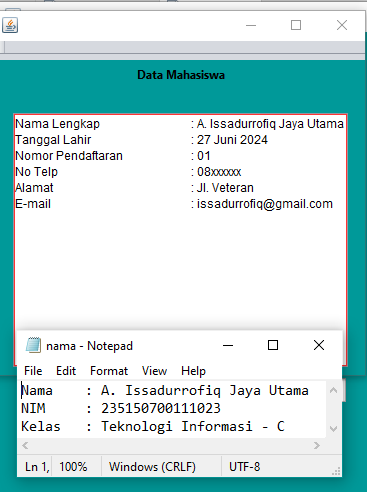 Data Mahasiswa
Nama Lengkap : A. Issadurrofiq Jaya Utama
Tanggal Lahir : 27 Juni 2024
Nomor Pendaftaran : 01
No Telp : 08xxxxxx
Alamat : Jl. Veteran
E-mail : issadurrofiq@gmail.com
nama - Notepad
File Edit Format View Help
Nama : A. Issadurrofiq Jaya Utama
NIM : 235150700111023
Kelas : Teknologi Informasi - C
Ln 1, 100% Windows (CRLF) UTF-8